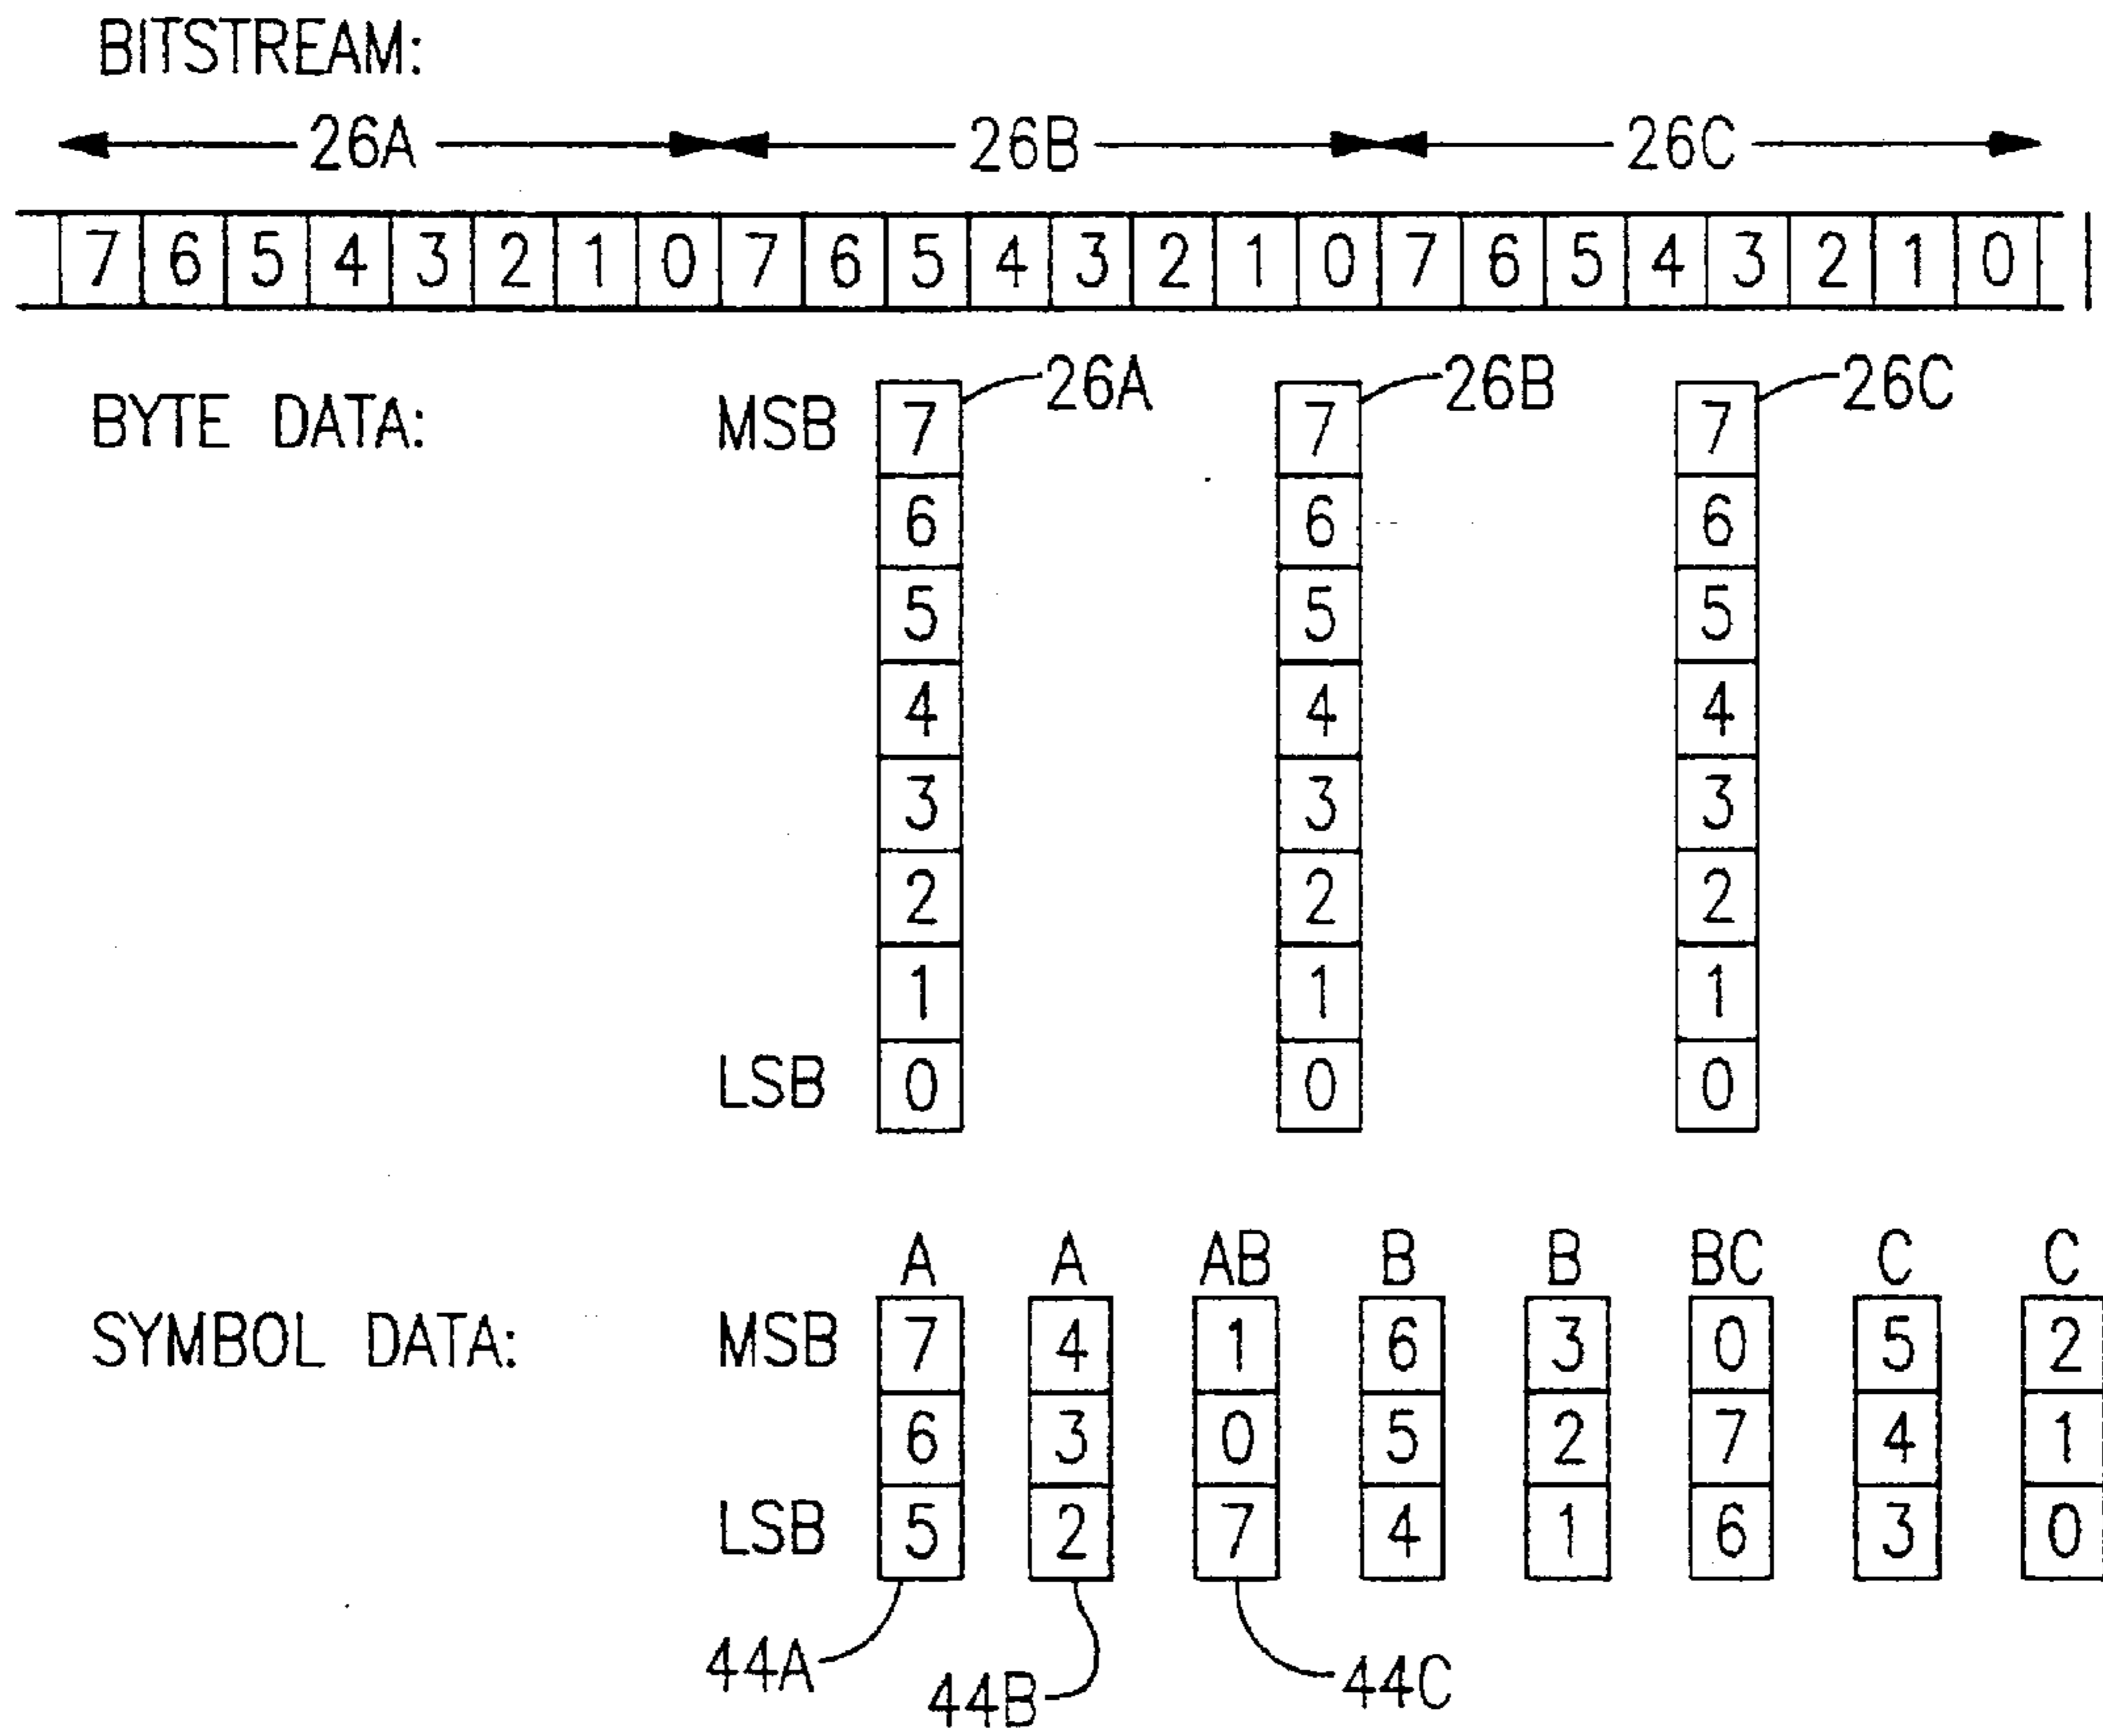 BITSTREAM:
26A 26B 26C
7 6 5 4 3 2 1 0 7 6 5 4 3 2 1 0 7 6 5 4 3 2 1 0
26A 26B 26C
BYTE DATA: MSB 7 7 7
6 6 6
5 5 5
4 4 4
3 3 3
2 2 2
1 1 1
LSB 0 0 0
A A AB B B BC C C
SYMBOL DATA: MSB 7 4 1 6 3 0 5 2
6 3 0 5 2 7 4 1
LSB 5 2 7 4 1 6 3 0
44A 44B 44C